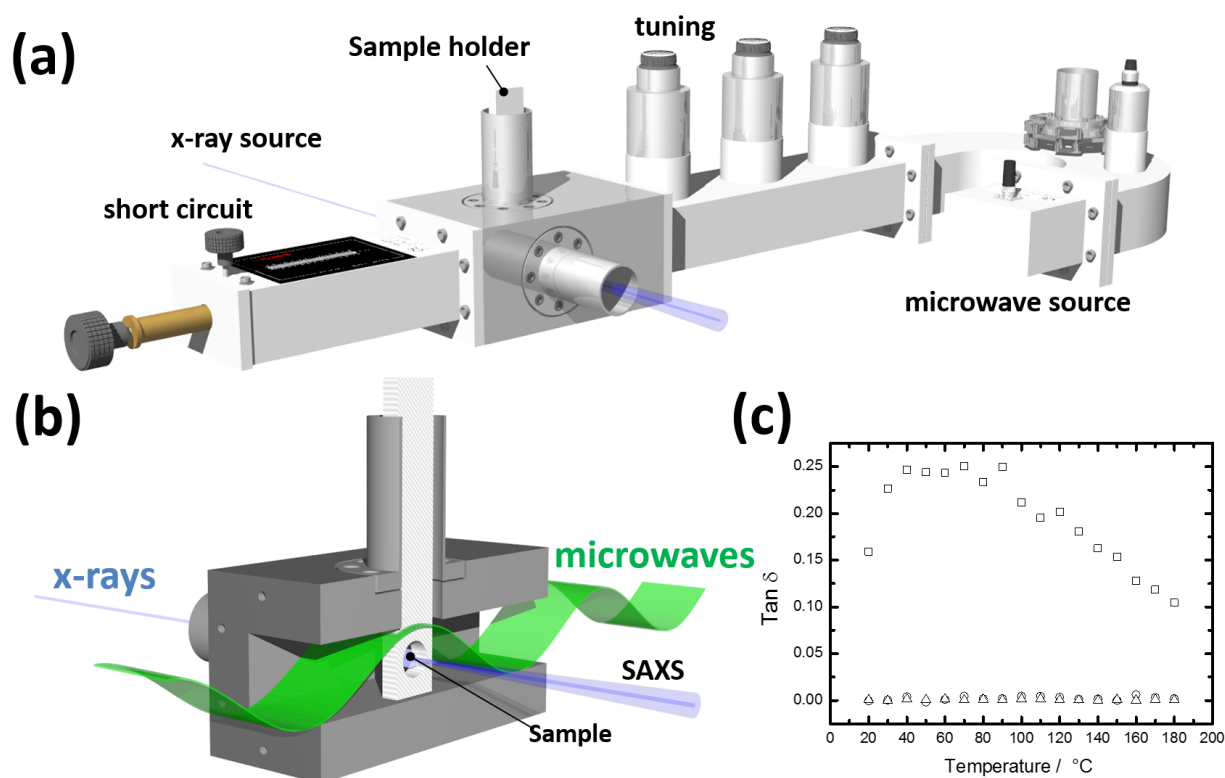 (a)
Sample holder
tuning
x-ray source
short circuit
microwave source
(b)
x-rays
microwaves
SAXS
Sample
(c)
Tan δ
0.25
0.20
0.15
0.10
0.05
0.00
0 20 40 60 80 100 120 140 160 180 200
Temperature / °C